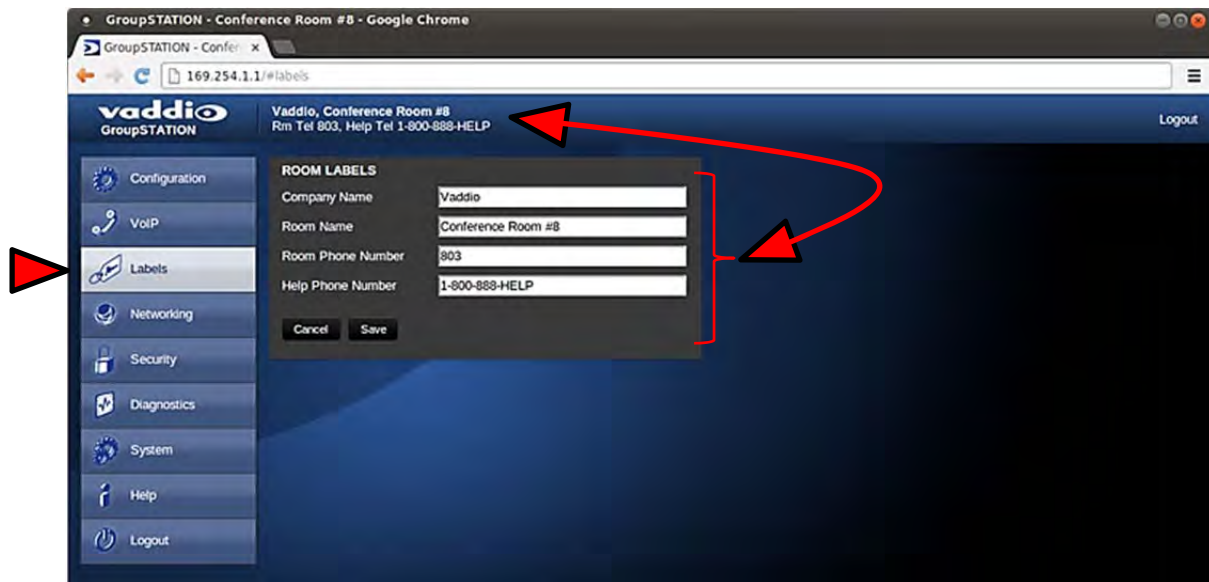 GroupSTATION - Conference Room #8 - Google Chrome
GroupSTATION - Confer
169.254.1.1/#labels
vaddio
GroupSTATION
Vaddio, Conference Room #8
Rm Tel 803, Help Tel 1-800-888-HELP
Logout
Configuration
VoIP
Labels
Networking
Security
Diagnostics
System
Help
Logout
ROOM LABELS
Company Name Vaddio
Room Name Conference Room #8
Room Phone Number 803
Help Phone Number 1-800-888-HELP
Cancel Save